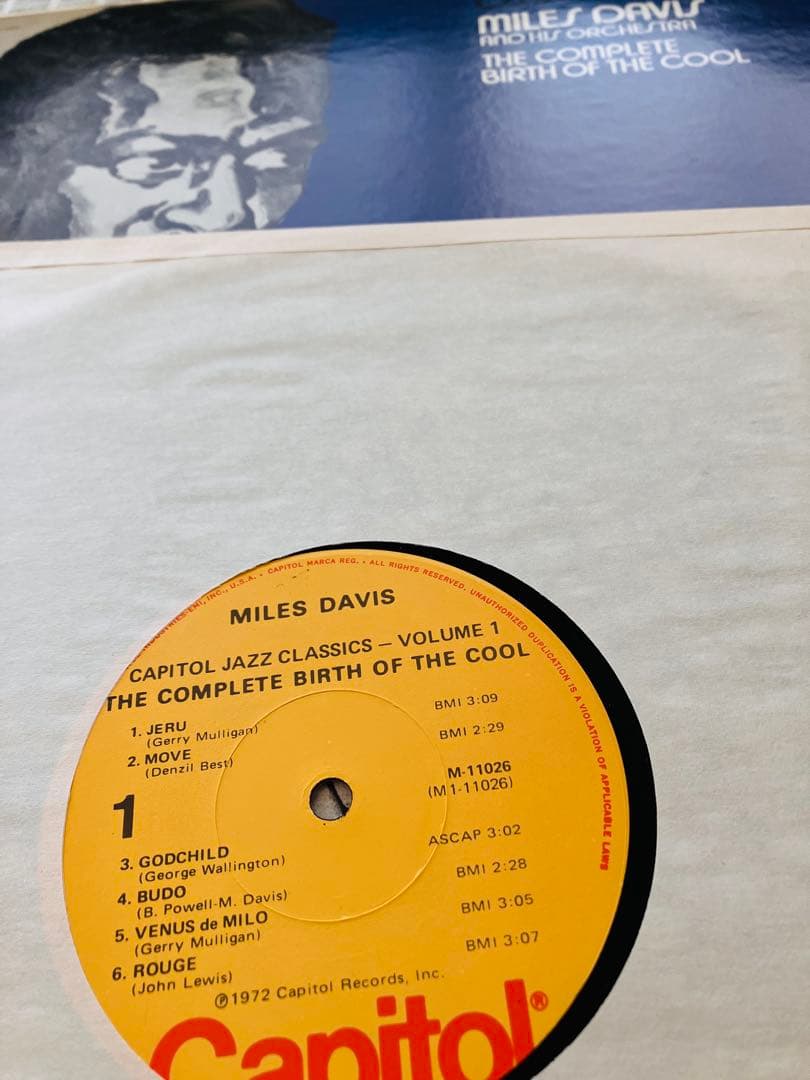 MILES DAVIS
AND HIS ORCHESTRA
THE COMPLETE
BIRTH OF THE COOL
INDUSTRIES-EMI, INC., U.S.A. • CAPITOL MARCA REG. • ALL RIGHTS RESERVED. UNAUTHORIZED DUPLICATION IS A VIOLATION OF APPLICABLE LAWS
MILES DAVIS
CAPITOL JAZZ CLASSICS – VOLUME 1
THE COMPLETE BIRTH OF THE COOL
1. JERU BMI 3:09
(Gerry Mulligan)
2. MOVE BMI 2:29
(Denzil Best)
M-11026
(M1-11026)
1
3. GODCHILD ASCAP 3:02
(George Wallington)
4. BUDO BMI 2:28
(B. Powell-M. Davis)
5. VENUS de MILO BMI 3:05
(Gerry Mulligan)
6. ROUGE BMI 3:07
(John Lewis)
℗1972 Capitol Records, Inc.
Capitol®